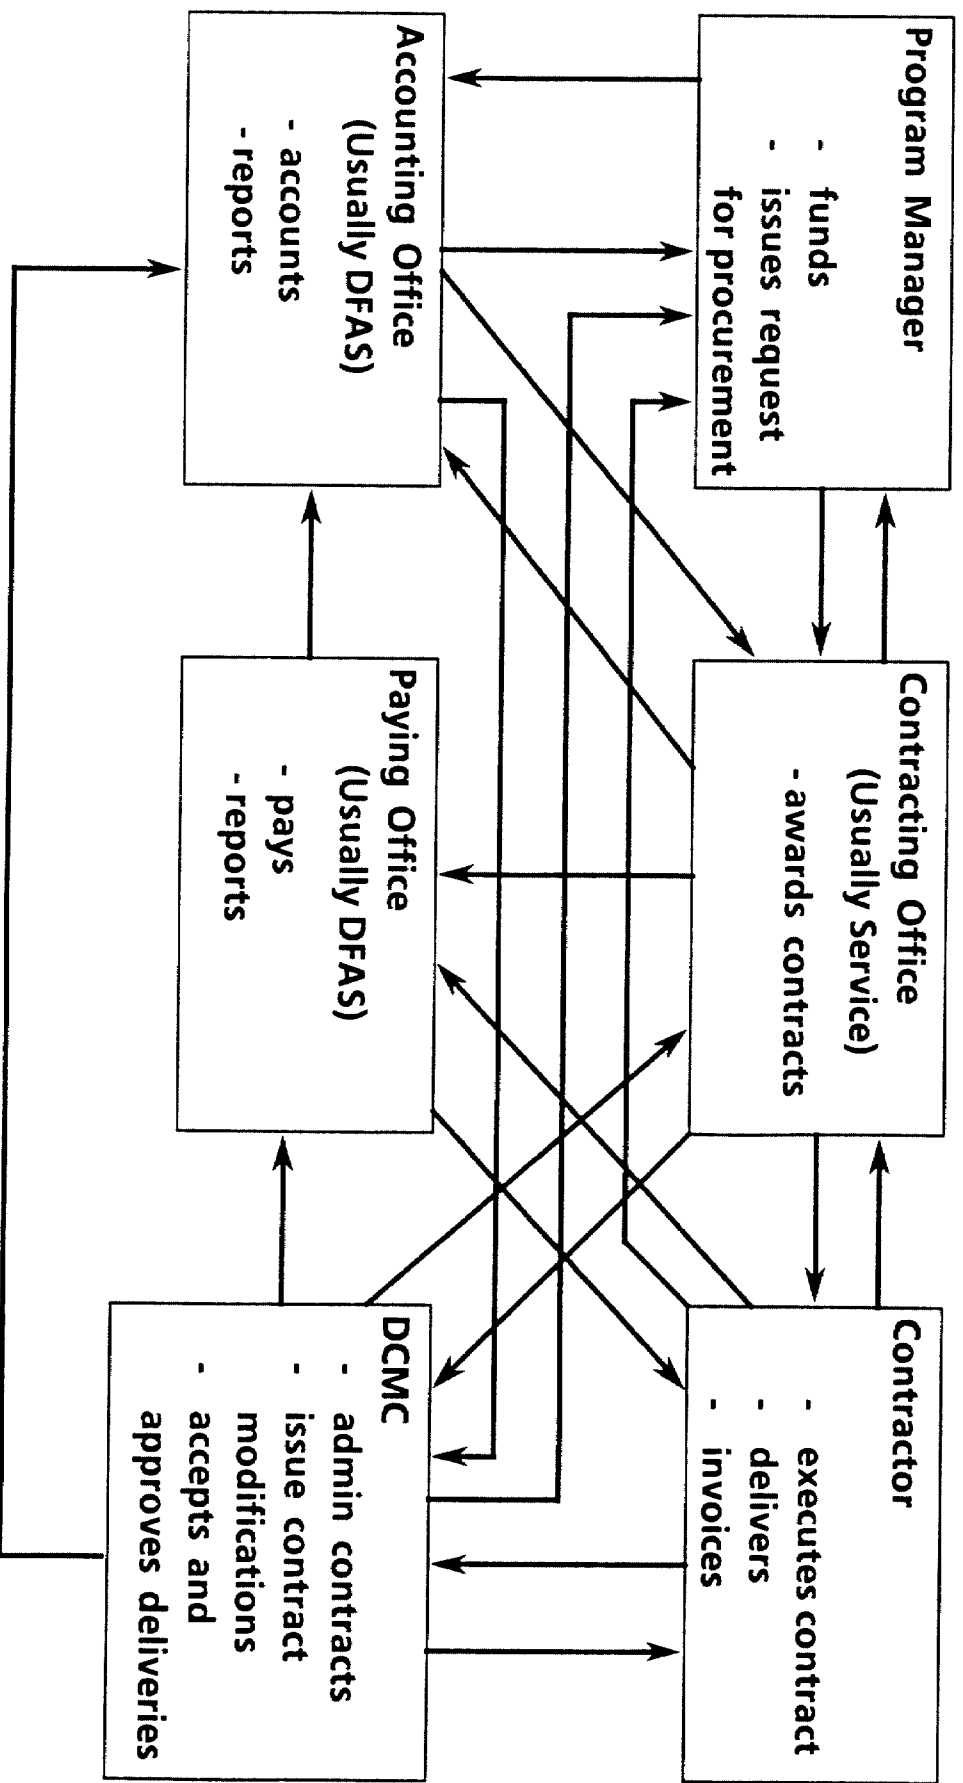 Program Manager
- funds
- issues request
for procurement
Contracting Office
(Usually Service)
- awards contracts
Contractor
- executes contract
- delivers
- invoices
Accounting Office
(Usually DFAS)
- accounts
- reports
Paying Office
(Usually DFAS)
- pays
- reports
DCMC
- admin contracts
- issue contract
modifications
- accepts and
approves deliveries